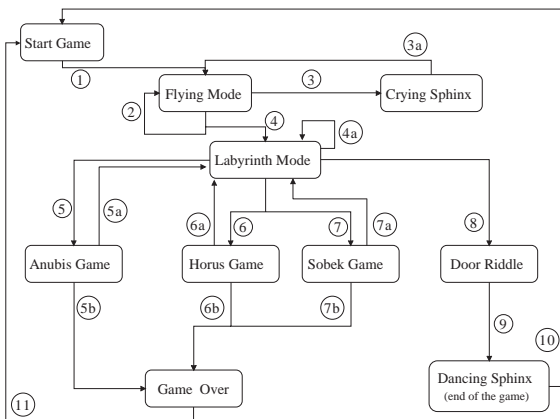 Start Game
3a
1
Flying Mode
3
Crying Sphinx
2
4
4a
Labyrinth Mode
5
5a
6a
6
7
7a
8
Anubis Game
Horus Game
Sobek Game
Door Riddle
5b
6b
7b
9
10
Dancing Sphinx
(end of the game)
Game Over
11